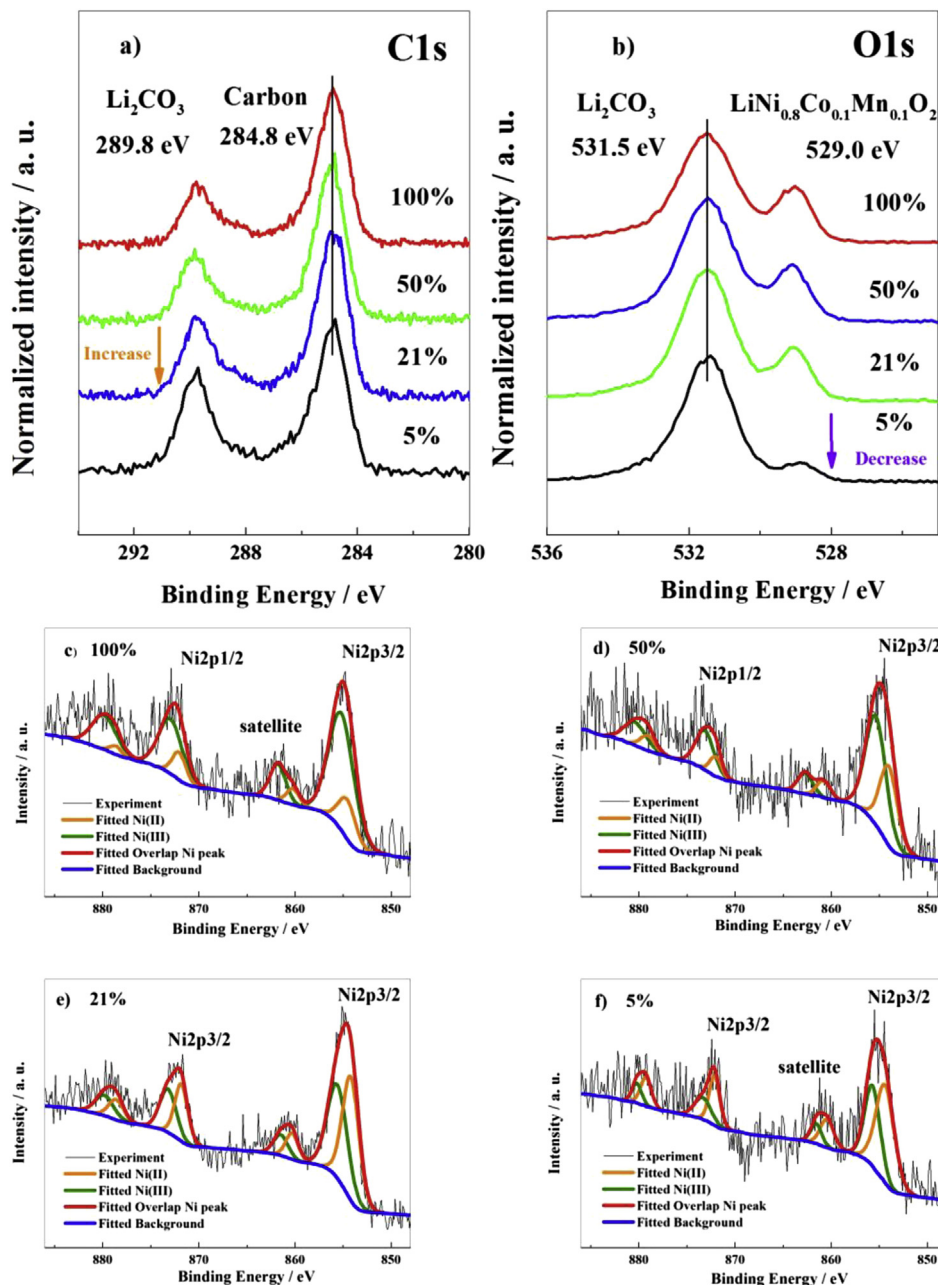 a)
C1s
Li₂CO₃
289.8 eV
Carbon
284.8 eV
100%
50%
Increase
21%
5%
Normalized intensity / a. u.
292 288 284 280
Binding Energy / eV
b)
O1s
Li₂CO₃
531.5 eV
LiNi₀.₈Co₀.₁Mn₀.₁O₂
529.0 eV
100%
50%
21%
5%
Decrease
Normalized intensity / a. u.
536 532 528
Binding Energy / eV
c) 100%
Ni2p1/2
Ni2p3/2
satellite
Experiment
Fitted Ni(II)
Fitted Ni(III)
Fitted Overlap Ni peak
Fitted Background
Intensity / a. u.
880 870 860 850
Binding Energy / eV
d) 50%
Ni2p1/2
Ni2p3/2
Experiment
Fitted Ni(II)
Fitted Ni(III)
Fitted Overlap Ni peak
Fitted Background
Intensity / a. u.
880 870 860 850
Binding Energy / eV
e) 21%
Ni2p3/2
Ni2p3/2
Experiment
Fitted Ni(II)
Fitted Ni(III)
Fitted Overlap Ni peak
Fitted Background
Intensity / a. u.
880 870 860 850
Binding Energy / eV
f) 5%
Ni2p3/2
Ni2p3/2
satellite
Experiment
Fitted Ni(II)
Fitted Ni(III)
Fitted Overlap Ni peak
Fitted Background
Intensity / a. u.
880 870 860 850
Binding Energy / eV